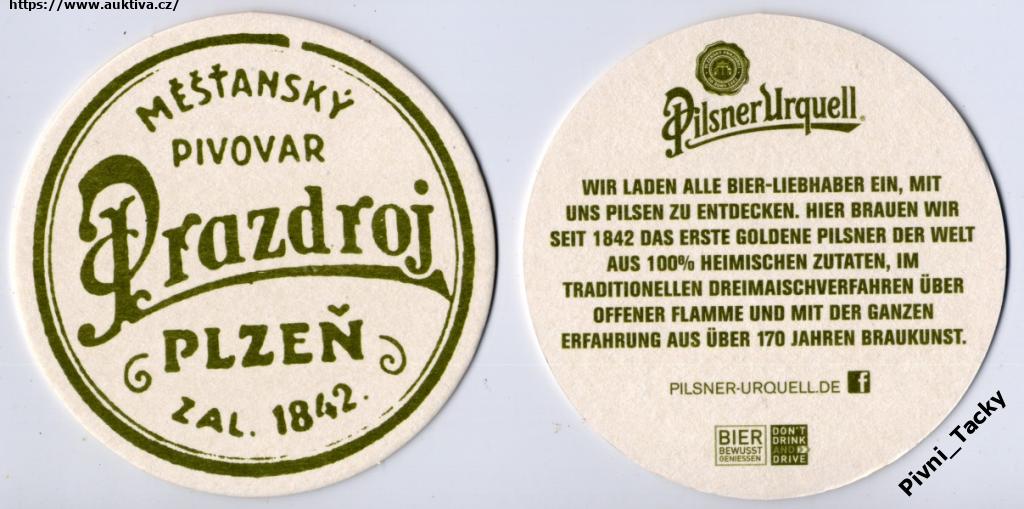 https://www.auktiva.cz/
MĚŠŤANSKÝ
PIVOVAR
Prazdroj
PLZEŇ
ZAL. 1842.
Pilsner Urquell
WIR LADEN ALLE BIER-LIEBHABER EIN, MIT
UNS PILSEN ZU ENTDECKEN. HIER BRAUEN WIR
SEIT 1842 DAS ERSTE GOLDENE PILSNER DER WELT
AUS 100% HEIMISCHEN ZUTATEN, IM
TRADITIONELLEN DREIMAISCHVERFAHREN ÜBER
OFFENER FLAMME UND MIT DER GANZEN
ERFAHRUNG AUS ÜBER 170 JAHREN BRAUKUNST.
PILSNER-URQUELL.DE f
BIER
BEWUSST
GENIESSEN
DON'T
DRINK
AND
DRIVE
Pivni_Tacky